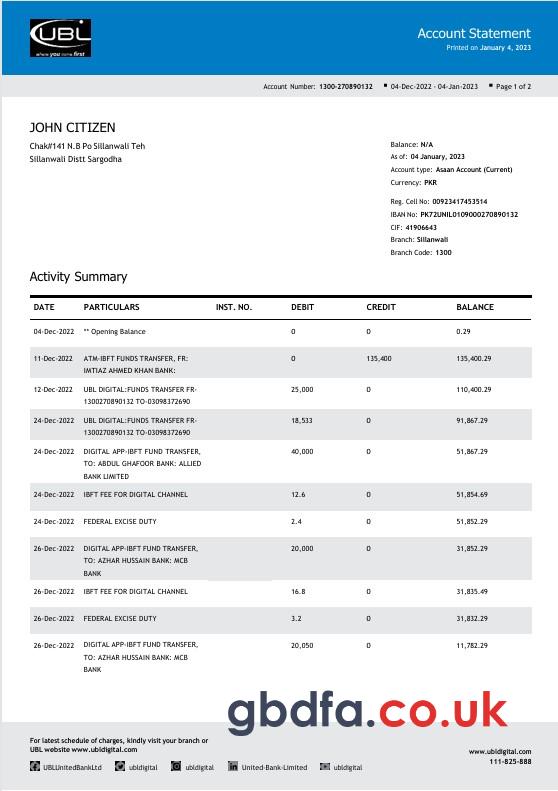 UBL
where you come first
Account Statement
Printed on January 4, 2023
Account Number: 1300-270890132 ■ 04-Dec-2022 - 04-Jan-2023 ■ Page 1 of 2
JOHN CITIZEN
Chak#141 N.B Po Sillanwali Teh
Sillanwali Distt Sargodha
Balance: N/A
As of: 04 January, 2023
Account type: Asaan Account (Current)
Currency: PKR
Reg. Cell No: 00923417453514
IBAN No: PK72UNIL0109000270890132
CIF: 41906643
Branch: Sillanwali
Branch Code: 1300
Activity Summary
DATE PARTICULARS INST. NO. DEBIT CREDIT BALANCE
04-Dec-2022 ** Opening Balance 0 0 0.29
11-Dec-2022 ATM-IBFT FUNDS TRANSFER, FR: 0 135,400 135,400.29
IMTIAZ AHMED KHAN BANK:
12-Dec-2022 UBL DIGITAL:FUNDS TRANSFER FR- 25,000 0 110,400.29
1300270890132 TO-03098372690
24-Dec-2022 UBL DIGITAL:FUNDS TRANSFER FR- 18,533 0 91,867.29
1300270890132 TO-03098372690
24-Dec-2022 DIGITAL APP-IBFT FUND TRANSFER, 40,000 0 51,867.29
TO: ABDUL GHAFOOR BANK: ALLIED
BANK LIMITED
24-Dec-2022 IBFT FEE FOR DIGITAL CHANNEL 12.6 0 51,854.69
24-Dec-2022 FEDERAL EXCISE DUTY 2.4 0 51,852.29
26-Dec-2022 DIGITAL APP-IBFT FUND TRANSFER, 20,000 0 31,852.29
TO: AZHAR HUSSAIN BANK: MCB
BANK
26-Dec-2022 IBFT FEE FOR DIGITAL CHANNEL 16.8 0 31,835.49
26-Dec-2022 FEDERAL EXCISE DUTY 3.2 0 31,832.29
26-Dec-2022 DIGITAL APP-IBFT FUND TRANSFER, 20,050 0 11,782.29
TO: AZHAR HUSSAIN BANK: MCB
BANK
gbdfa.co.uk
For latest schedule of charges, kindly visit your branch or
UBL website www.ubldigital.com
www.ubldigital.com
111-825-888
UBLUnitedBankLtd ubldigital ubldigital United-Bank-Limited ubldigital